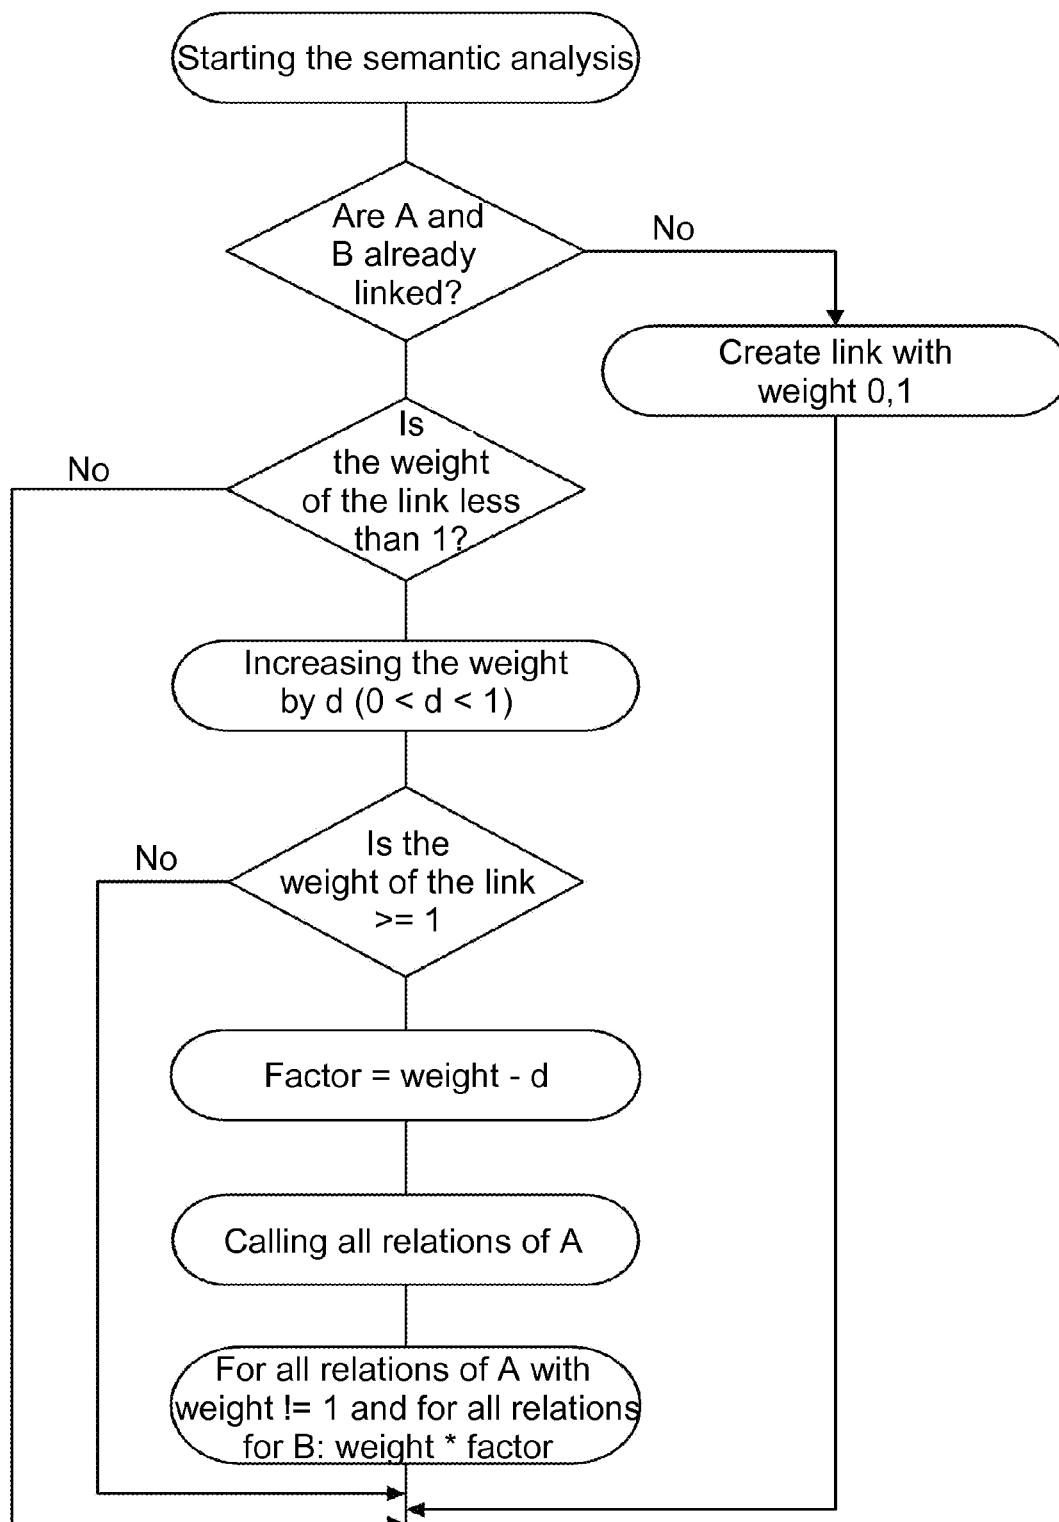 Starting the semantic analysis
Are A and
B already
linked?
No
Create link with
weight 0,1
Is
the weight
of the link less
than 1?
No
Increasing the weight
by d (0 < d < 1)
Is the
weight of the link
>= 1
No
Factor = weight - d
Calling all relations of A
For all relations of A with
weight != 1 and for all relations
for B: weight * factor